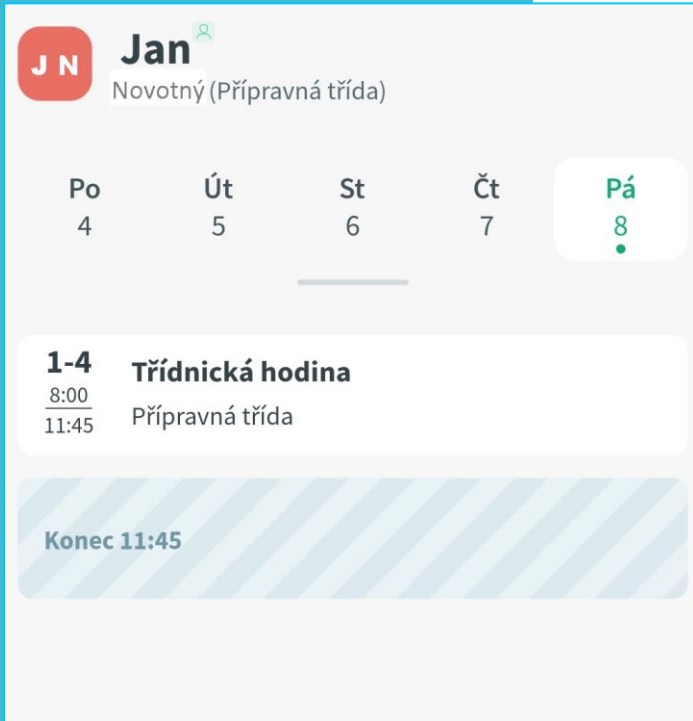 J N
Jan
Novotný (Přípravná třída)
Po Út St Čt Pá
4 5 6 7 8
1-4
8:00
11:45
Třídnická hodina
Přípravná třída
Konec 11:45